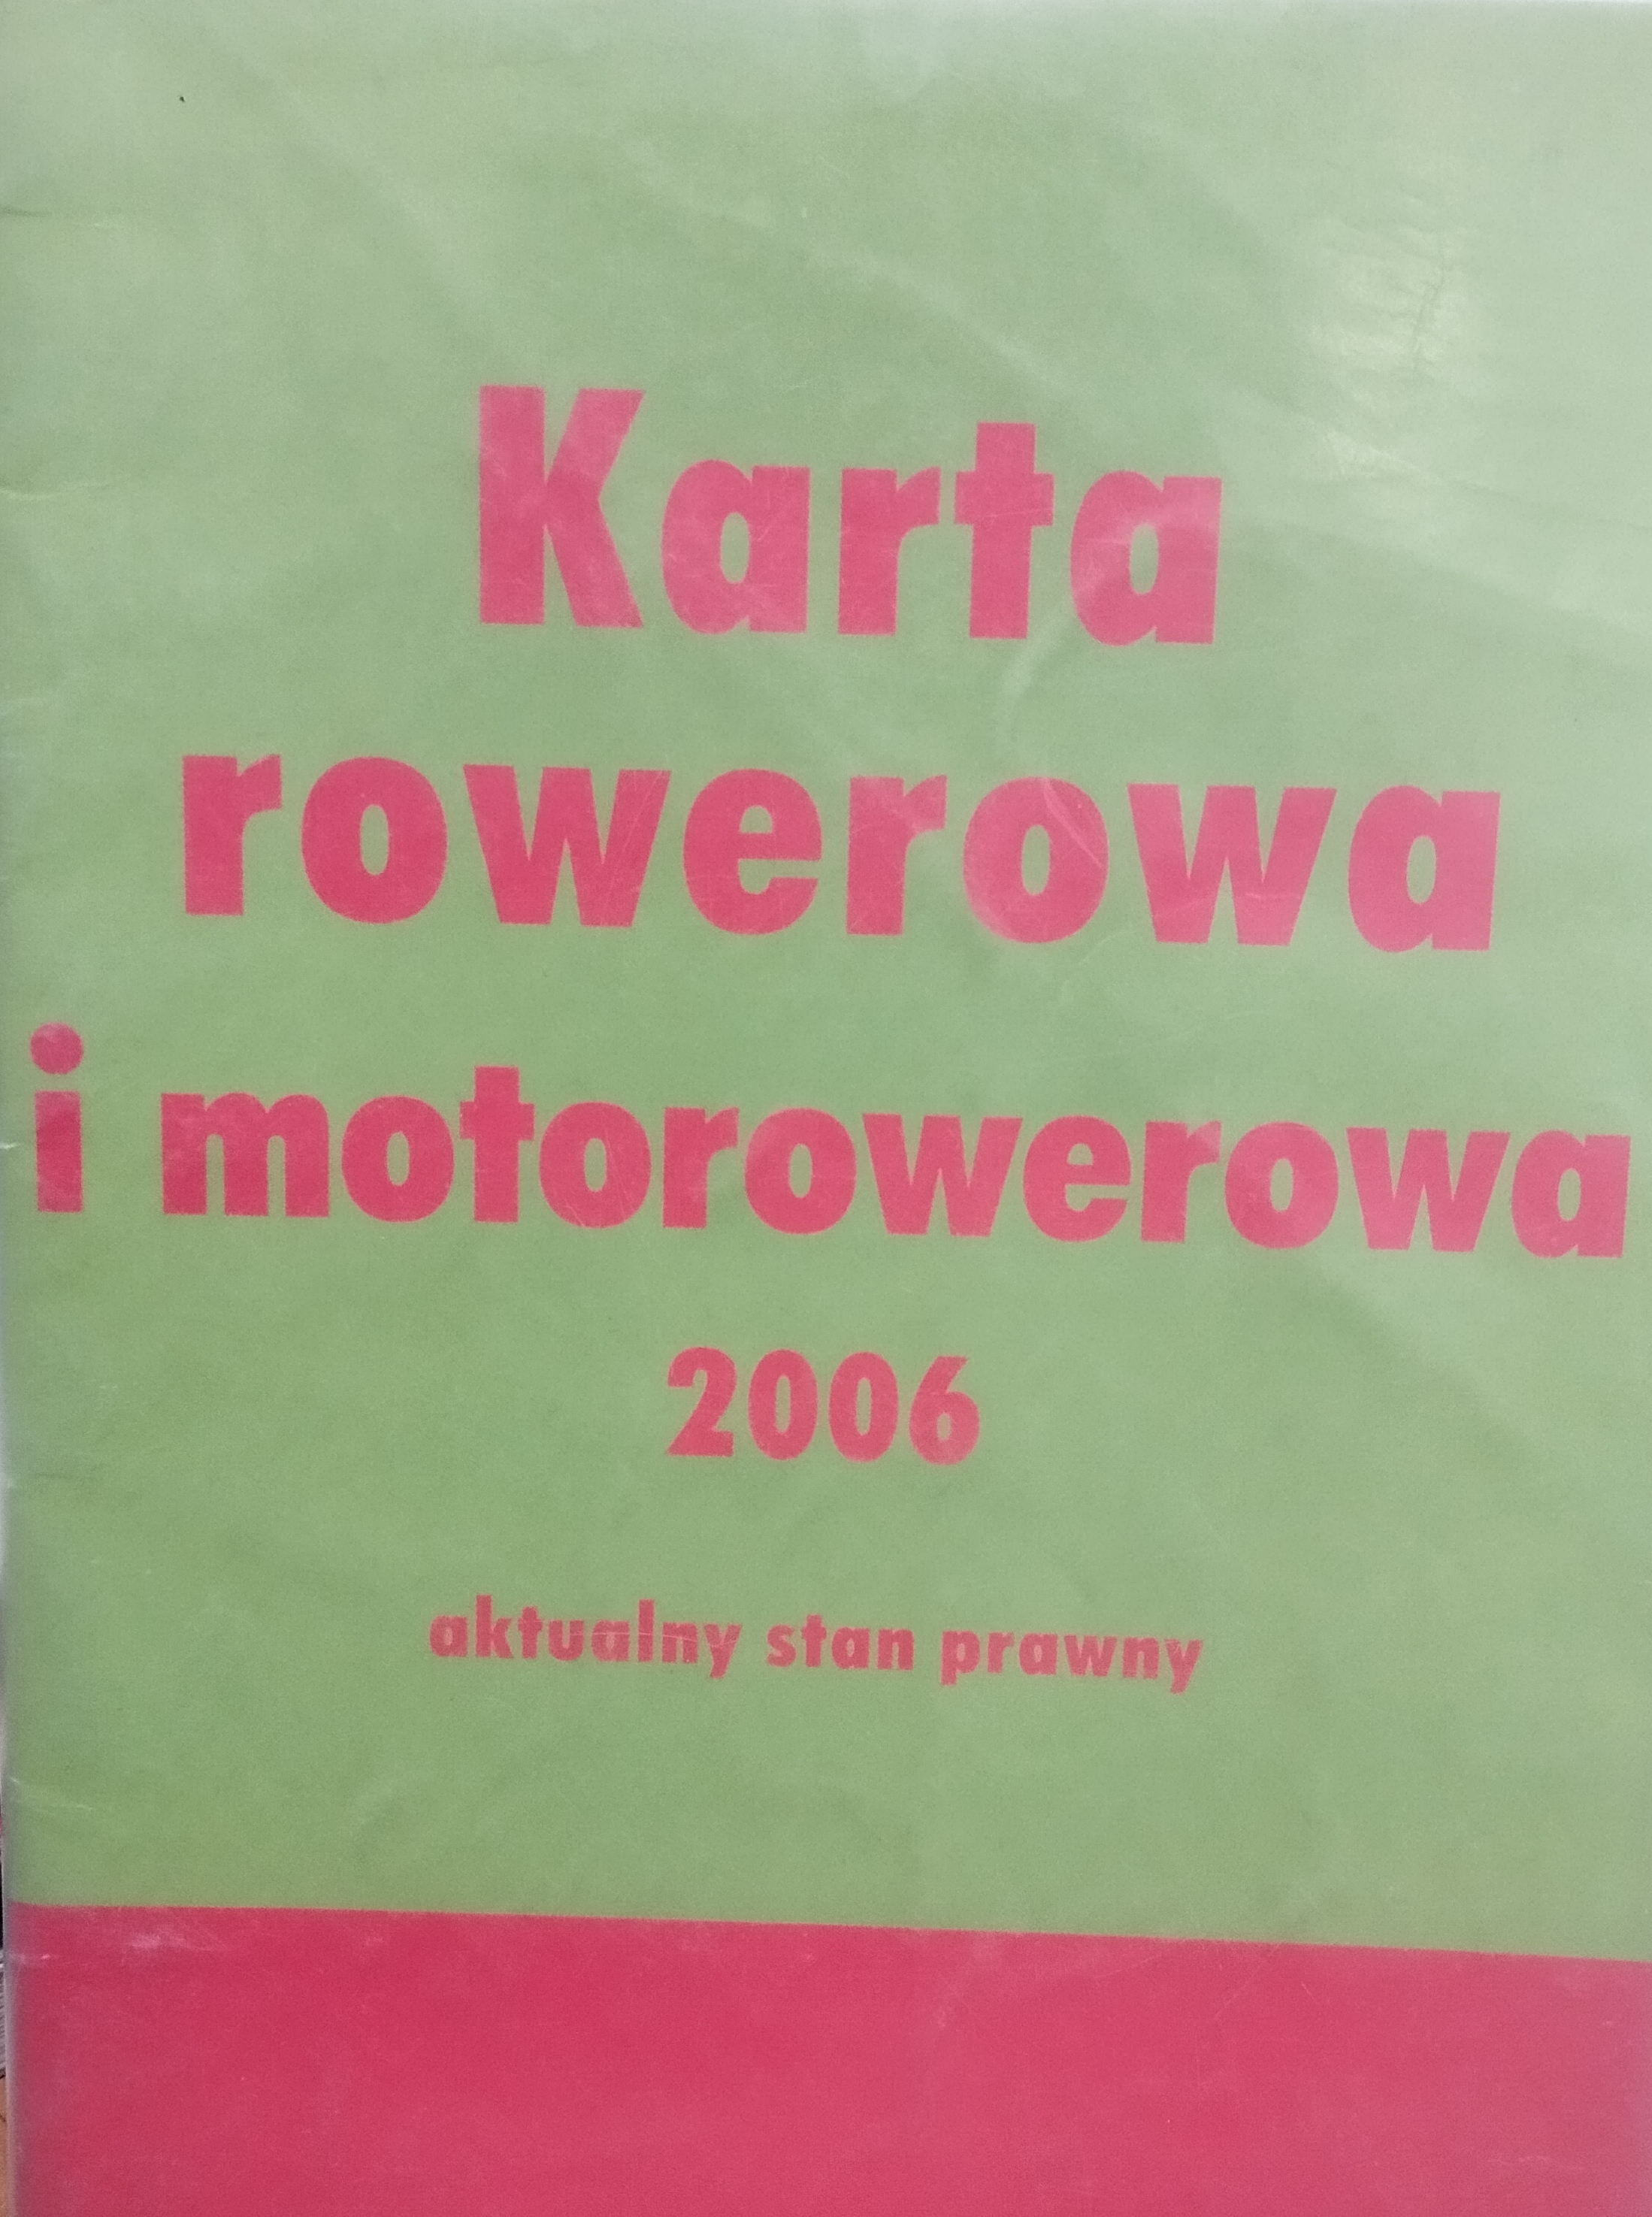 Karta
rowerowa
i motorowerowa
2006
aktualny stan prawny